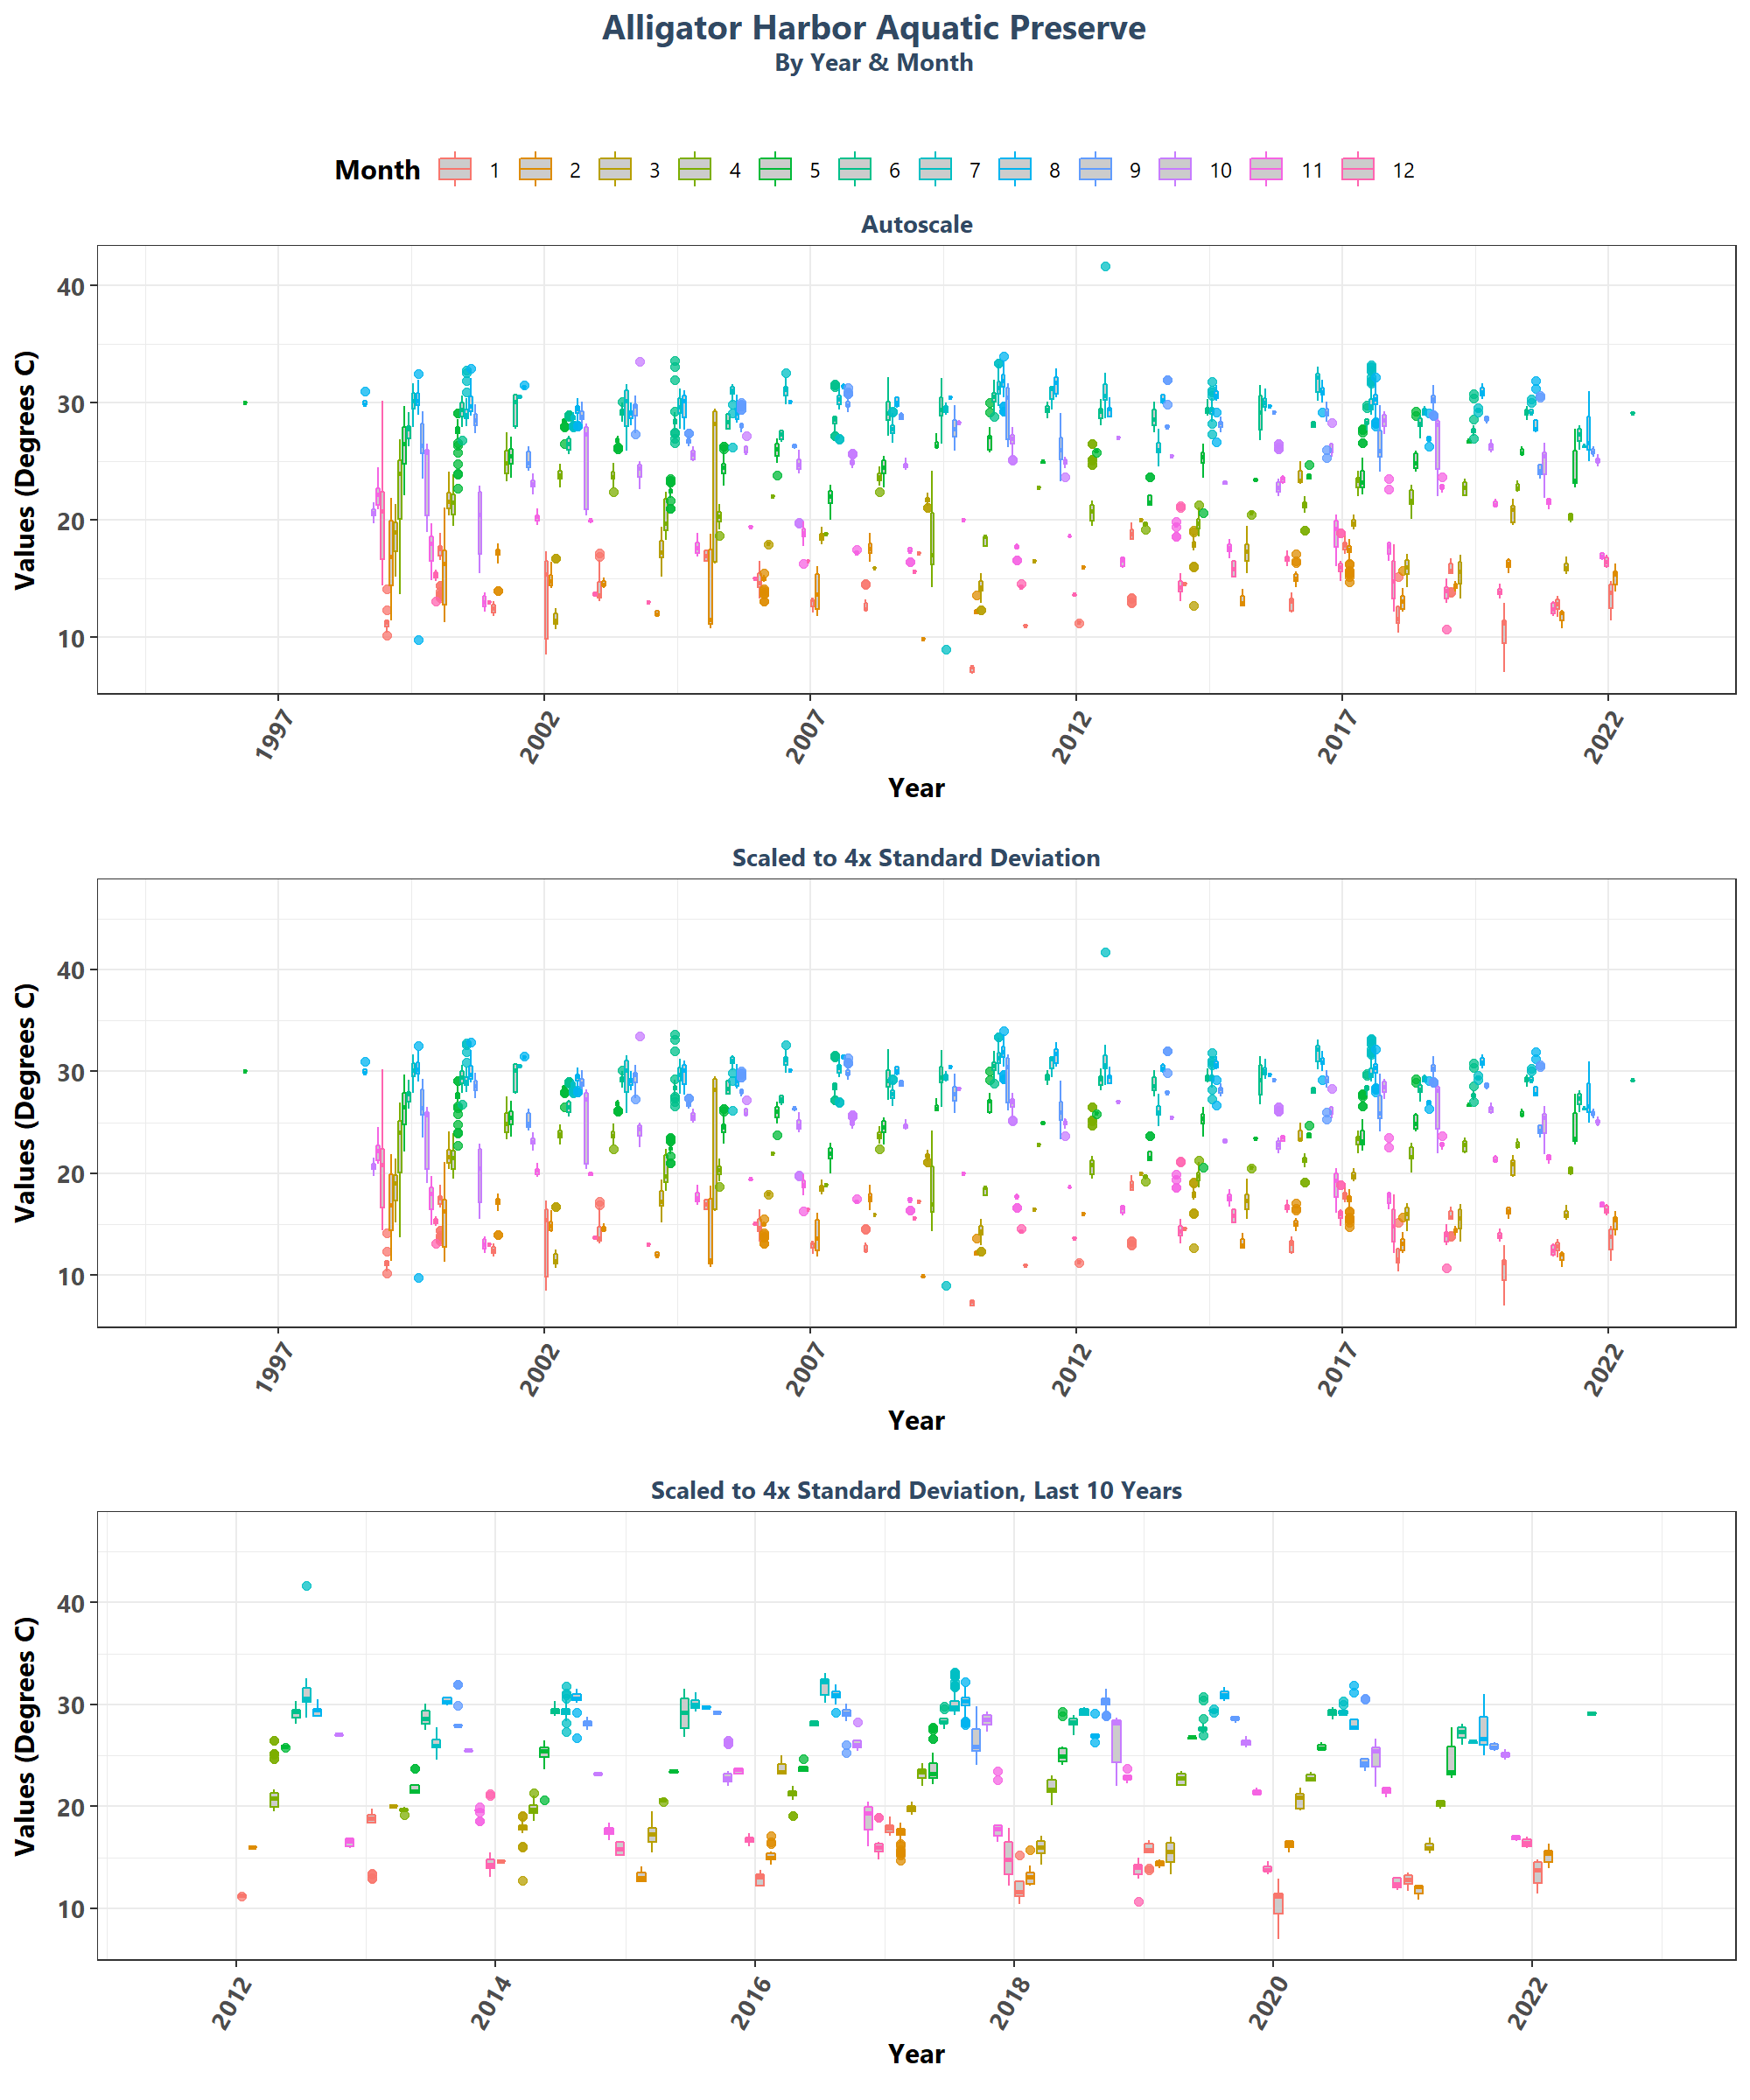 Alligator Harbor Aquatic Preserve
By Year & Month
Month 1 2 3 4 5 6 7 8 9 10 11 12
Autoscale
Values (Degrees C)
40
30
20
10
1997 2002 2007 2012 2017 2022
Year
Scaled to 4x Standard Deviation
Values (Degrees C)
40
30
20
10
1997 2002 2007 2012 2017 2022
Year
Scaled to 4x Standard Deviation, Last 10 Years
Values (Degrees C)
40
30
20
10
2012 2014 2016 2018 2020 2022
Year